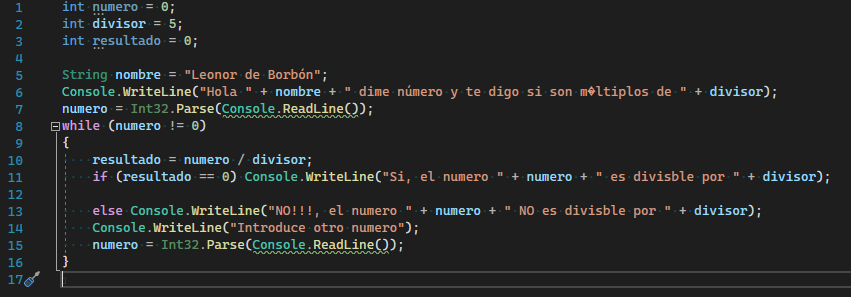 1 int numero = 0;
2 int divisor = 5;
3 int resultado = 0;
4
5 String nombre = "Leonor de Borbón";
6 Console.WriteLine("Hola " + nombre + " dime número y te digo si son m�ltiplos de " + divisor);
7 numero = Int32.Parse(Console.ReadLine());
8 while (numero != 0)
9 {
10 resultado = numero / divisor;
11 if (resultado == 0) Console.WriteLine("Si, el numero " + numero + " es divisble por " + divisor);
12
13 else Console.WriteLine("NO!!!, el numero " + numero + " NO es divisble por " + divisor);
14 Console.WriteLine("Introduce otro numero");
15 numero = Int32.Parse(Console.ReadLine());
16 }
17